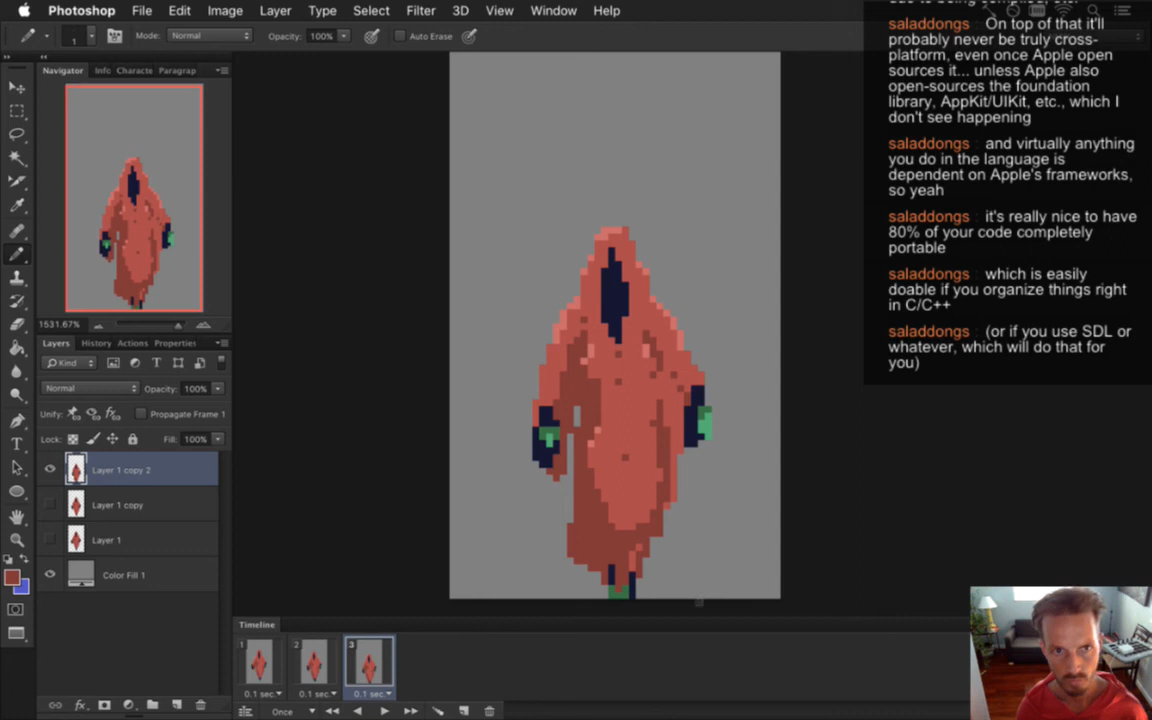 Photoshop File Edit Image Layer Type Select Filter 3D View Window Help
1 Mode: Normal Opacity: 100% Auto Erase
Navigator Info Characte Paragrap
1531.67%
Layers History Actions Properties
Kind
Normal Opacity: 100%
Unify: Propagate Frame 1
Lock: Fill: 100%
Layer 1 copy 2
Layer 1 copy
Layer 1
Color Fill 1
Timeline
1 2 3
0.1 sec. 0.1 sec. 0.1 sec.
Once
saladdongs : On top of that it'll
probably never be truly cross-
platform, even once Apple open
sources it... unless Apple also
open-sources the foundation
library, AppKit/UIKit, etc., which I
don't see happening
saladdongs : and virtually anything
you do in the language is
dependent on Apple's frameworks,
so yeah
saladdongs : it's really nice to have
80% of your code completely
portable
saladdongs : which is easily
doable if you organize things right
in C/C++
saladdongs : (or if you use SDL or
whatever, which will do that for
you)